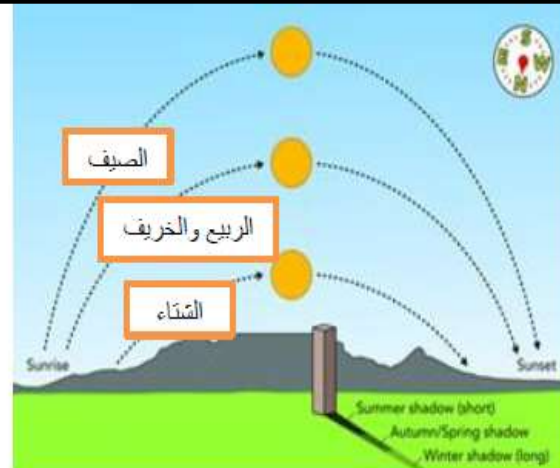 S
E
W
N
الصيف
الربيع والخريف
الشتاء
Sunrise
Sunset
Summer shadow (short)
Autumn/Spring shadow
Winter shadow (long)